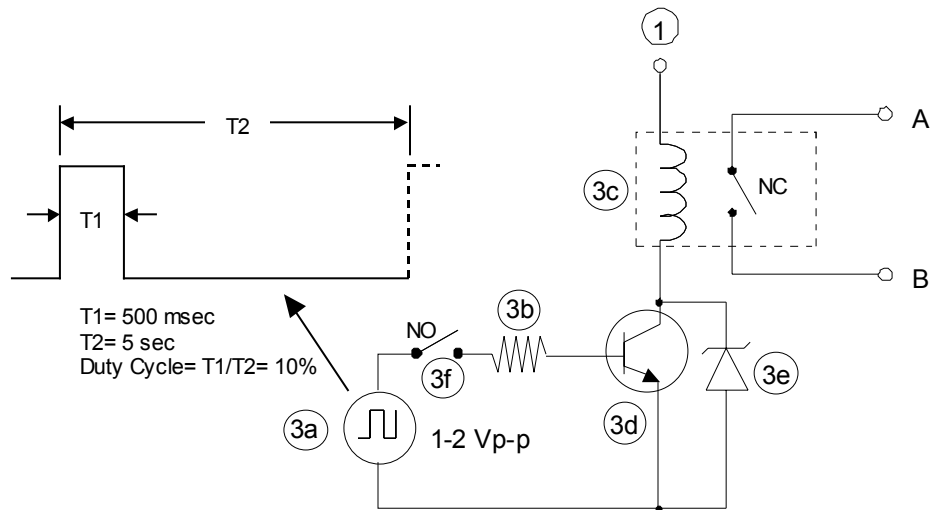 1
T2
A
T1
NC
3c
B
T1= 500 msec
T2= 5 sec
Duty Cycle= T1/T2= 10%
NO
3b
3f
3e
3a
1-2 Vp-p
3d